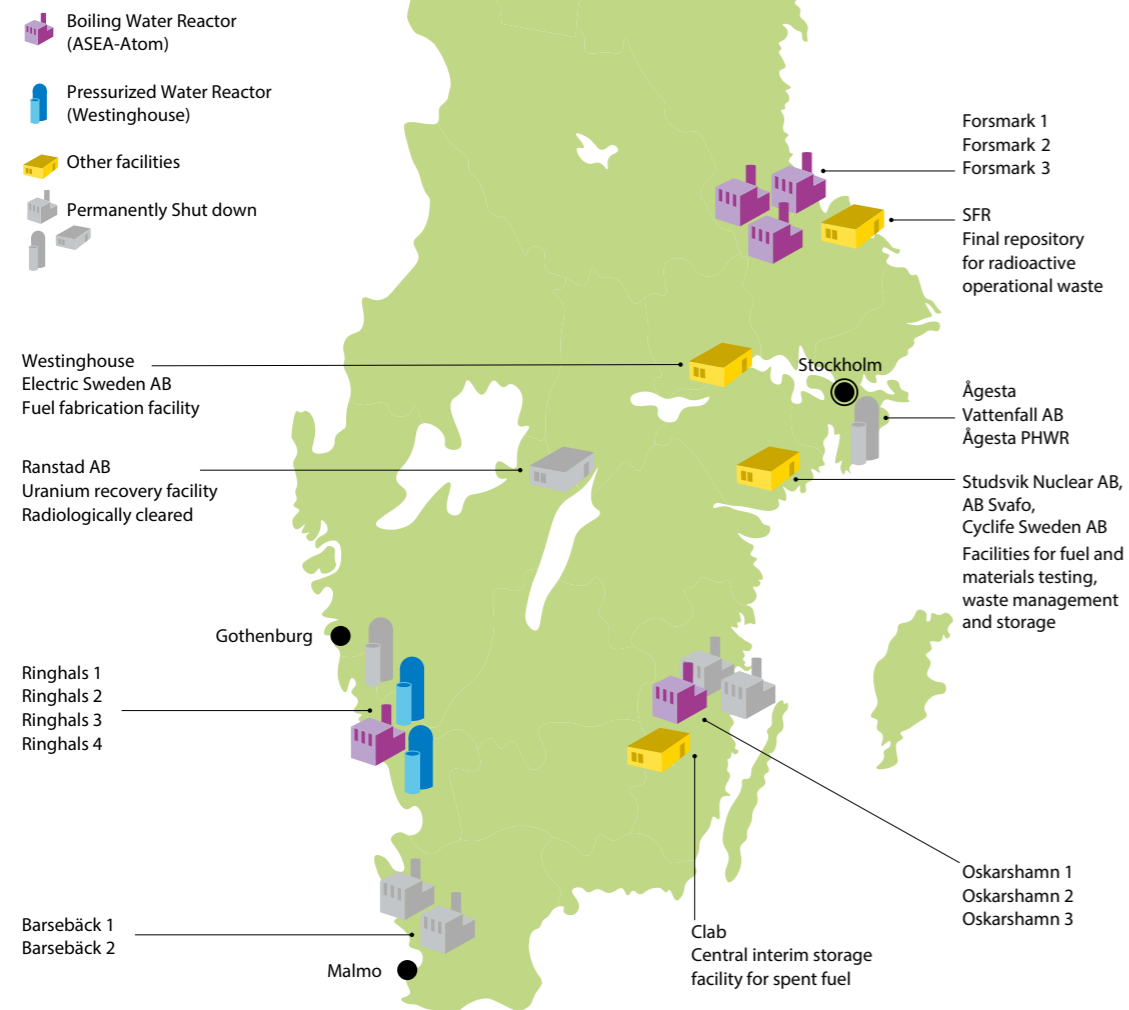 Boiling Water Reactor
(ASEA-Atom)
Pressurized Water Reactor
(Westinghouse)
Other facilities
Permanently Shut down
Forsmark 1
Forsmark 2
Forsmark 3
SFR
Final repository
for radioactive
operational waste
Westinghouse
Electric Sweden AB
Fuel fabrication facility
Stockholm
Ågesta
Vattenfall AB
Ågesta PHWR
Ranstad AB
Uranium recovery facility
Radiologically cleared
Studsvik Nuclear AB,
AB Svafo,
Cyclife Sweden AB
Facilities for fuel and
materials testing,
waste management
and storage
Gothenburg
Ringhals 1
Ringhals 2
Ringhals 3
Ringhals 4
Oskarshamn 1
Oskarshamn 2
Oskarshamn 3
Barsebäck 1
Barsebäck 2
Clab
Central interim storage
facility for spent fuel
Malmo